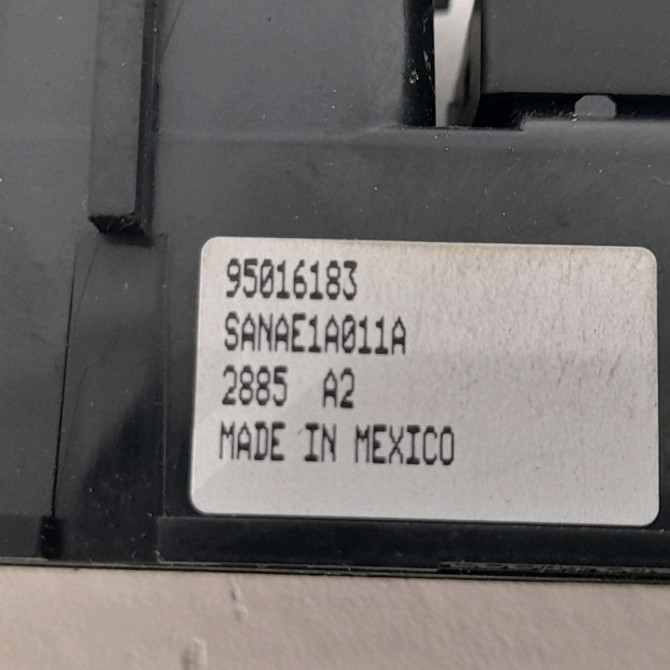 95016183
SANAE1A011A
2885 A2
MADE IN MEXICO